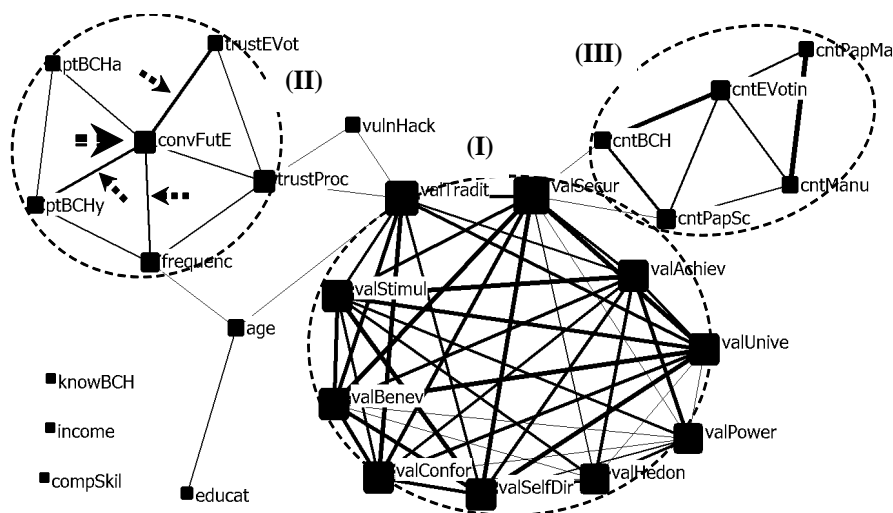 trustEVot
cntPapMa
ptBCHa
(II)
(III)
cntEVotin
vulnHack
convFutE
(I)
cntBCH
trustProc
valTradit
valSecur
cntManu
ptBCHy
cntPapSc
frequenc
valAchiev
valStimul
age
valUnive
knowBCH
valBenev
income
valPower
valConfor
valHedon
compSkil
valSelfDir
educat